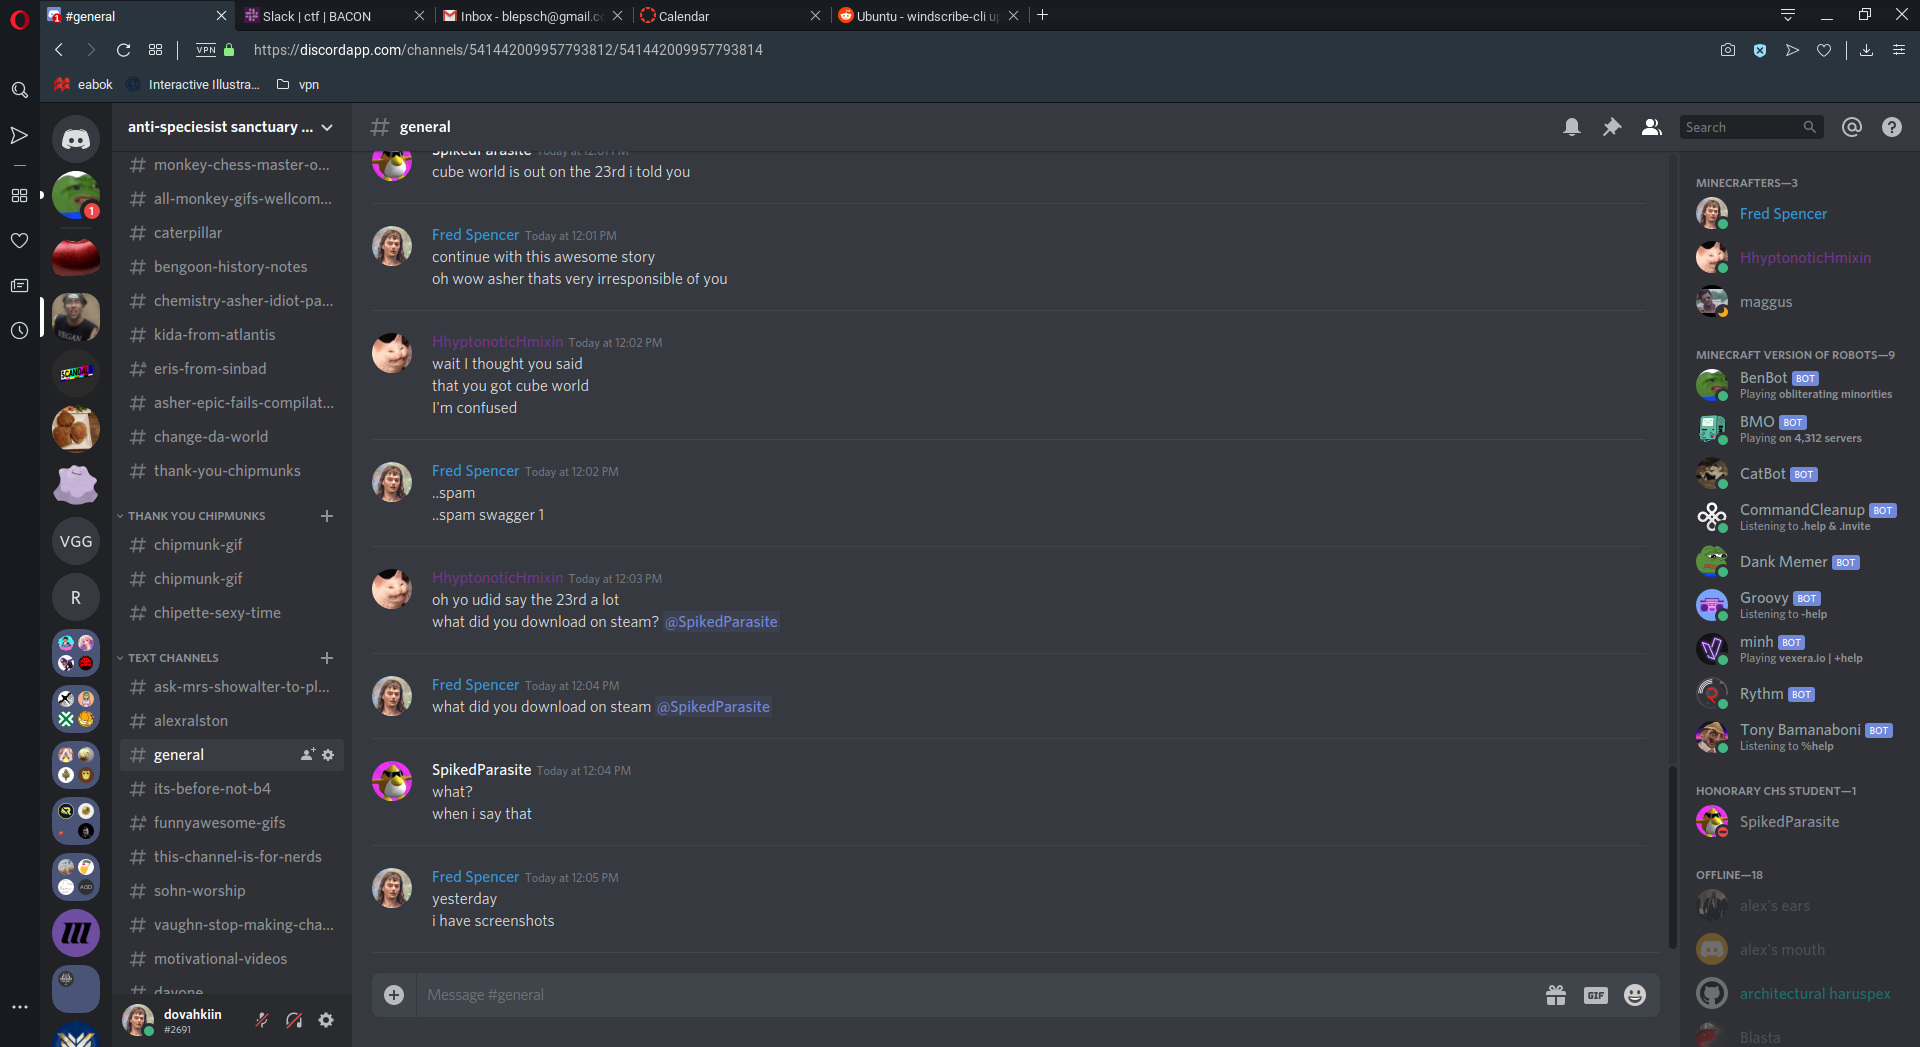 #general
Slack | ctf | BACON
Inbox - blepsch@gmail.c
Calendar
Ubuntu - windscribe-cli u
VPN
https://discordapp.com/channels/541442009957793812/541442009957793814
eabok
Interactive Illustra...
vpn
anti-speciesist sanctuary ...
monkey-chess-master-o...
all-monkey-gifs-wellcom...
caterpillar
bengoon-history-notes
chemistry-asher-idiot-pa...
kida-from-atlantis
eris-from-sinbad
asher-epic-fails-compilat...
change-da-world
thank-you-chipmunks
THANK YOU CHIPMUNKS
chipmunk-gif
chipmunk-gif
chipette-sexy-time
TEXT CHANNELS
ask-mrs-showalter-to-pl...
alexralston
general
its-before-not-b4
funnyawesome-gifs
this-channel-is-for-nerds
sohn-worship
vaughn-stop-making-cha...
motivational-videos
dayone
dovahkiin
#2691
1
VEGAN
SCANDAL
VGG
R
AGD
general
Search
SpikedParasite Today at 12:01 PM
cube world is out on the 23rd i told you
Fred Spencer Today at 12:01 PM
continue with this awesome story
oh wow asher thats very irresponsible of you
HhyptonoticHmixin Today at 12:02 PM
wait I thought you said
that you got cube world
I'm confused
Fred Spencer Today at 12:02 PM
..spam
..spam swagger 1
HhyptonoticHmixin Today at 12:03 PM
oh yo udid say the 23rd a lot
what did you download on steam? @SpikedParasite
Fred Spencer Today at 12:04 PM
what did you download on steam @SpikedParasite
SpikedParasite Today at 12:04 PM
what?
when i say that
Fred Spencer Today at 12:05 PM
yesterday
i have screenshots
Message #general
GIF
MINECRAFTERS—3
Fred Spencer
HhyptonoticHmixin
maggus
MINECRAFT VERSION OF ROBOTS—9
BenBot BOT
Playing obliterating minorities
BMO BOT
Playing on 4,312 servers
CatBot BOT
CommandCleanup BOT
Listening to .help & .invite
Dank Memer BOT
Groovy BOT
Listening to -help
minh BOT
Playing vexera.io | +help
Rythm BOT
Tony Bamanaboni BOT
Listening to %help
HONORARY CHS STUDENT—1
SpikedParasite
OFFLINE—18
alex's ears
alex's mouth
architectural haruspex
Blasta